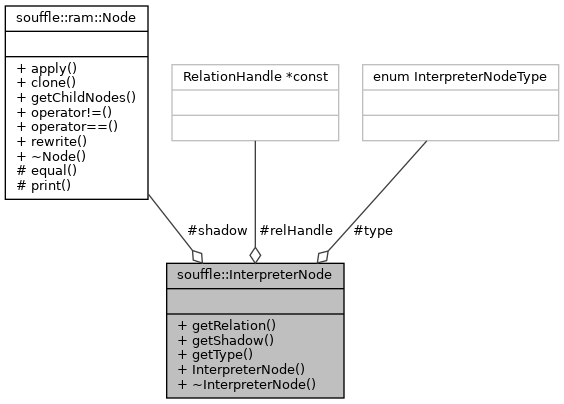 souffle::ram::Node
+ apply()
+ clone()
+ getChildNodes()
+ operator!=()
+ operator==()
+ rewrite()
+ ~Node()
# equal()
# print()
RelationHandle *const
enum InterpreterNodeType
#shadow
#relHandle
#type
souffle::InterpreterNode
+ getRelation()
+ getShadow()
+ getType()
+ InterpreterNode()
+ ~InterpreterNode()